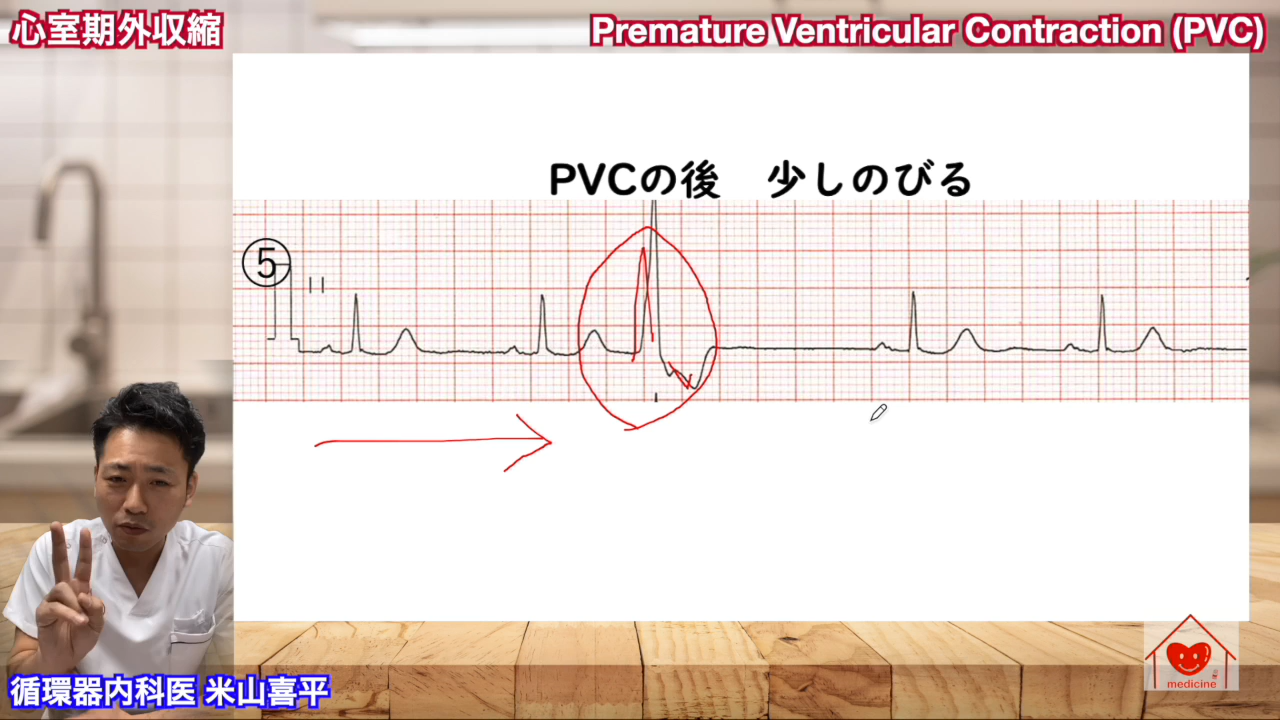 心室期外収縮
Premature Ventricular Contraction (PVC)
PVCの後 少しのびる
⑤
循環器内科医 米山喜平
medicine